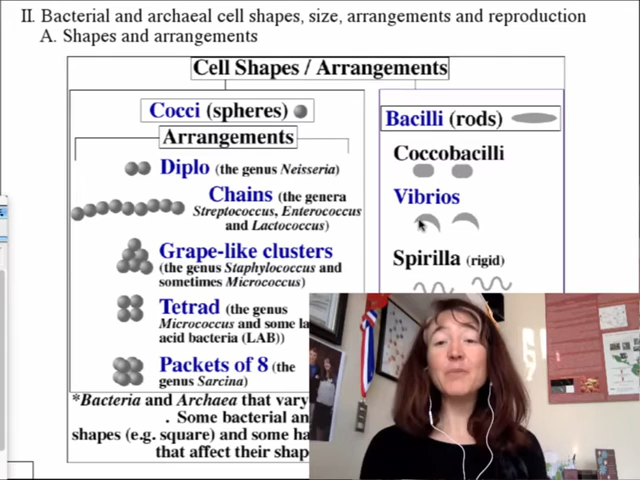 II. Bacterial and archaeal cell shapes, size, arrangements and reproduction
A. Shapes and arrangements
Cell Shapes / Arrangements
Cocci (spheres)
Arrangements
Diplo (the genus Neisseria)
Chains (the genera
Streptococcus, Enterococcus
and Lactococcus)
Grape-like clusters
(the genus Staphylococcus and
sometimes Micrococcus)
Tetrad (the genus
Micrococcus and some la
acid bacteria (LAB))
Packets of 8 (the
genus Sarcina)
Bacilli (rods)
Coccobacilli
Vibrios
Spirilla (rigid)
*Bacteria and Archaea that vary
. Some bacterial an
shapes (e.g. square) and some ha
that affect their shap